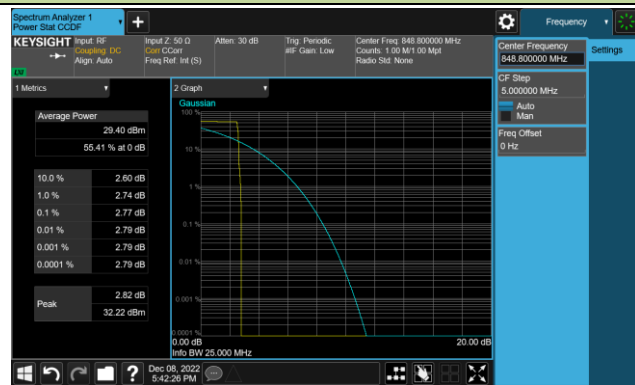 Spectrum Analyzer 1
Power Stat CCDF
Frequency
KEYSIGHT
Input: RF
Coupling: DC
Align: Auto
Input Z: 50 Ω
Corr CCorr
Freq Ref: Int (S)
Atten: 30 dB
Trig: Periodic
#IF Gain: Low
Center Freq: 848.800000 MHz
Counts: 1.00 M/1.00 Mpt
Radio Std: None
Center Frequency
848.800000 MHz
Settings
CF Step
5.000000 MHz
Auto
Man
Freq Offset
0 Hz
1 Metrics
Average Power
29.40 dBm
55.41 % at 0 dB
10.0 % 2.60 dB
1.0 % 2.74 dB
0.1 % 2.77 dB
0.01 % 2.79 dB
0.001 % 2.79 dB
0.0001 % 2.79 dB
Peak
2.82 dB
32.22 dBm
2 Graph
Gaussian
100 %
10 %
1 %
0.1 %
0.01 %
0.001 %
0.0001 %
0.00 dB
20.00 dB
Info BW 25.000 MHz
?
Dec 08, 2022
5:42:26 PM